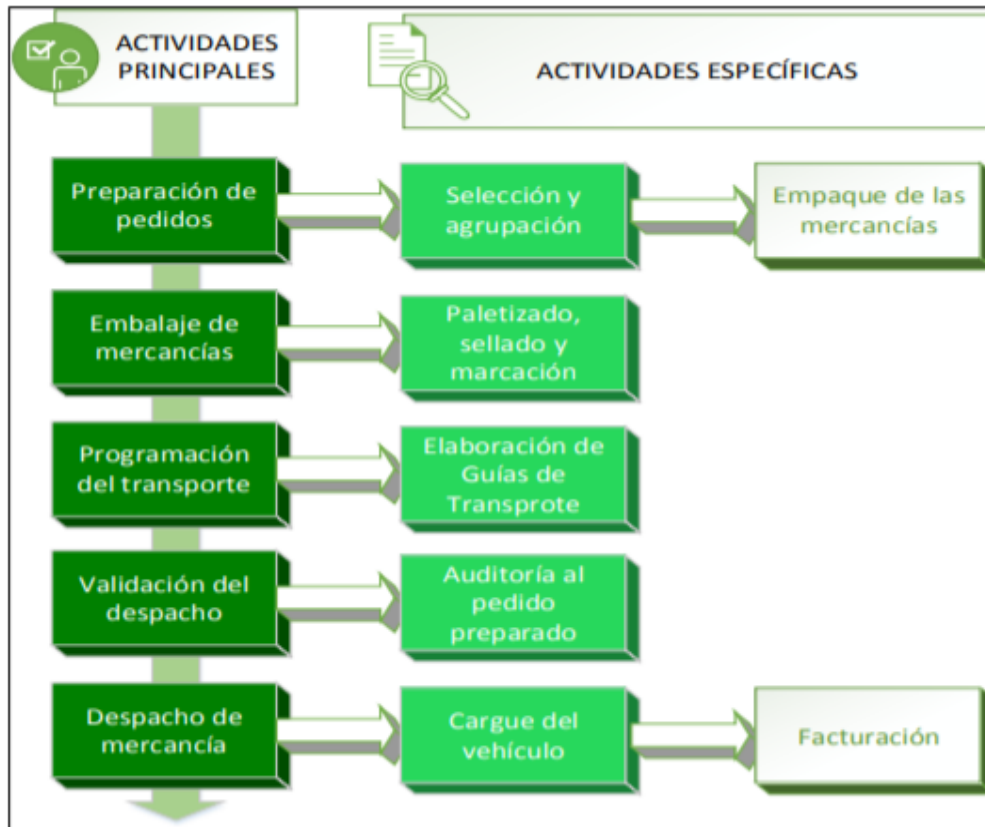 ACTIVIDADES
PRINCIPALES
ACTIVIDADES ESPECÍFICAS
Preparación de
pedidos
Selección y
agrupación
Empaque de las
mercancías
Embalaje de
mercancías
Paletizado,
sellado y
marcación
Programación
del transporte
Elaboración de
Guías de
Transprote
Validación del
despacho
Auditoría al
pedido
preparado
Despacho de
mercancía
Cargue del
vehículo
Facturación